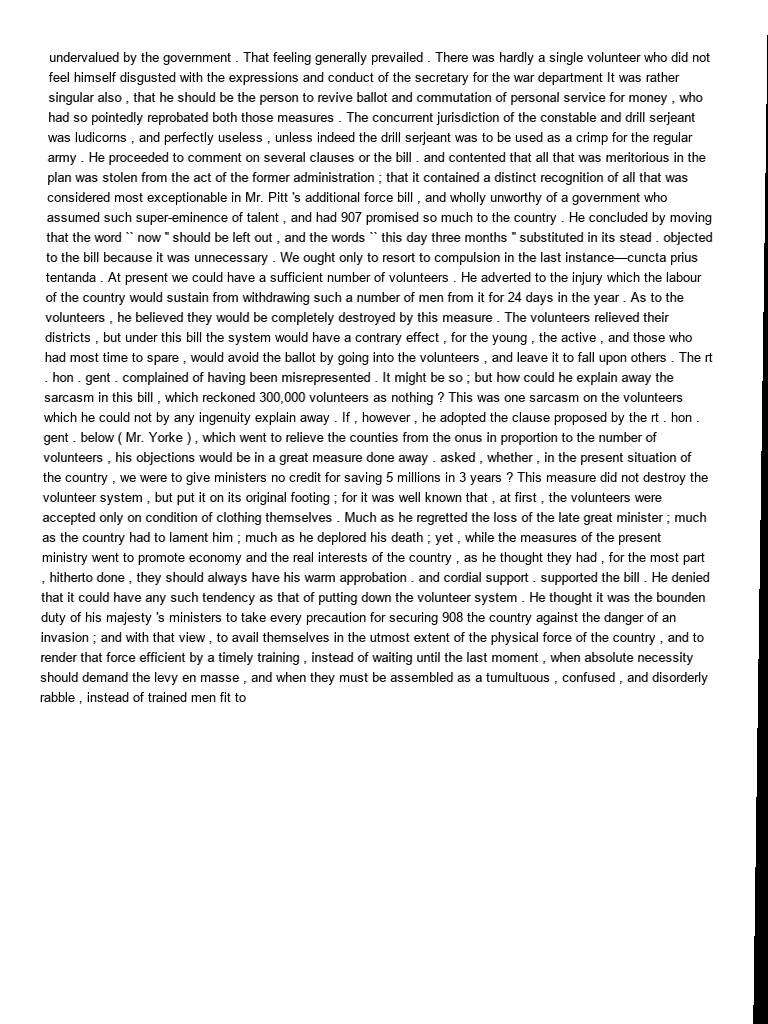 undervalued by the government . That feeling generally prevailed . There was hardly a single volunteer who did not
feel himself disgusted with the expressions and conduct of the secretary for the war department It was rather
singular also , that he should be the person to revive ballot and commutation of personal service for money , who
had so pointedly reprobated both those measures . The concurrent jurisdiction of the constable and drill serjeant
was ludicorns , and perfectly useless , unless indeed the drill serjeant was to be used as a crimp for the regular
army . He proceeded to comment on several clauses or the bill . and contented that all that was meritorious in the
plan was stolen from the act of the former administration ; that it contained a distinct recognition of all that was
considered most exceptionable in Mr. Pitt 's additional force bill , and wholly unworthy of a government who
assumed such super-eminence of talent , and had 907 promised so much to the country . He concluded by moving
that the word `` now '' should be left out , and the words `` this day three months '' substituted in its stead . objected
to the bill because it was unnecessary . We ought only to resort to compulsion in the last instance—cuncta prius
tentanda . At present we could have a sufficient number of volunteers . He adverted to the injury which the labour
of the country would sustain from withdrawing such a number of men from it for 24 days in the year . As to the
volunteers , he believed they would be completely destroyed by this measure . The volunteers relieved their
districts , but under this bill the system would have a contrary effect , for the young , the active , and those who
had most time to spare , would avoid the ballot by going into the volunteers , and leave it to fall upon others . The rt
. hon . gent . complained of having been misrepresented . It might be so ; but how could he explain away the
sarcasm in this bill , which reckoned 300,000 volunteers as nothing ? This was one sarcasm on the volunteers
which he could not by any ingenuity explain away . If , however , he adopted the clause proposed by the rt . hon .
gent . below ( Mr. Yorke ) , which went to relieve the counties from the onus in proportion to the number of
volunteers , his objections would be in a great measure done away . asked , whether , in the present situation of
the country , we were to give ministers no credit for saving 5 millions in 3 years ? This measure did not destroy the
volunteer system , but put it on its original footing ; for it was well known that , at first , the volunteers were
accepted only on condition of clothing themselves . Much as he regretted the loss of the late great minister ; much
as the country had to lament him ; much as he deplored his death ; yet , while the measures of the present
ministry went to promote economy and the real interests of the country , as he thought they had , for the most part
, hitherto done , they should always have his warm approbation . and cordial support . supported the bill . He denied
that it could have any such tendency as that of putting down the volunteer system . He thought it was the bounden
duty of his majesty 's ministers to take every precaution for securing 908 the country against the danger of an
invasion ; and with that view , to avail themselves in the utmost extent of the physical force of the country , and to
render that force efficient by a timely training , instead of waiting until the last moment , when absolute necessity
should demand the levy en masse , and when they must be assembled as a tumultuous , confused , and disorderly
rabble , instead of trained men fit to